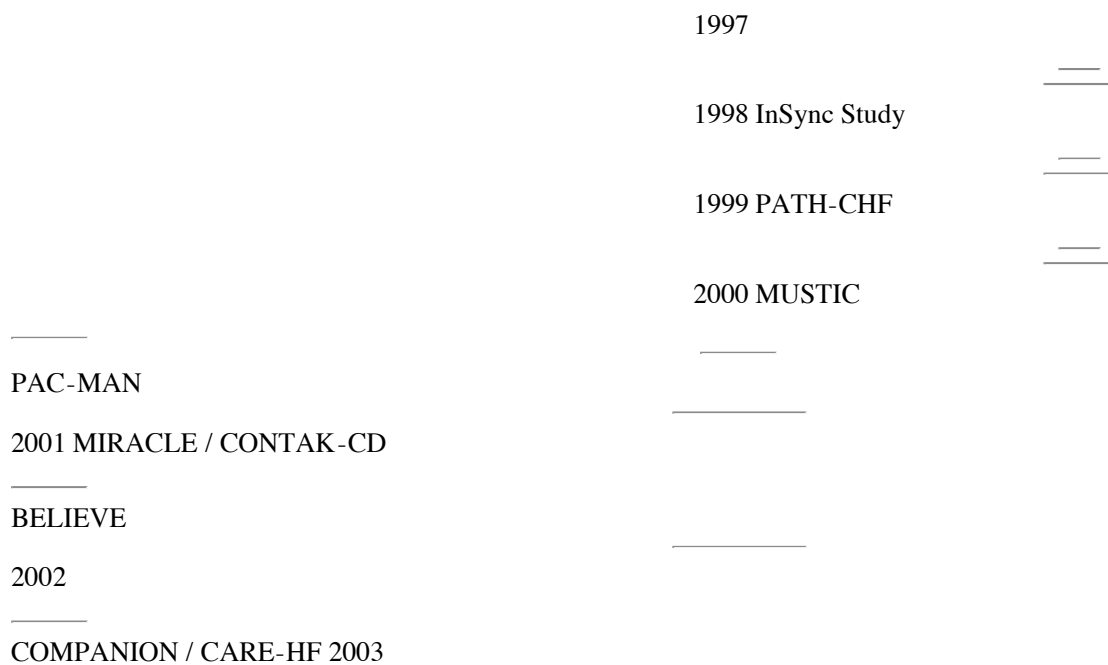 1997
1998 InSync Study
1999 PATH-CHF
2000 MUSTIC
PAC-MAN
2001 MIRACLE / CONTAK-CD
BELIEVE
2002
COMPANION / CARE-HF 2003